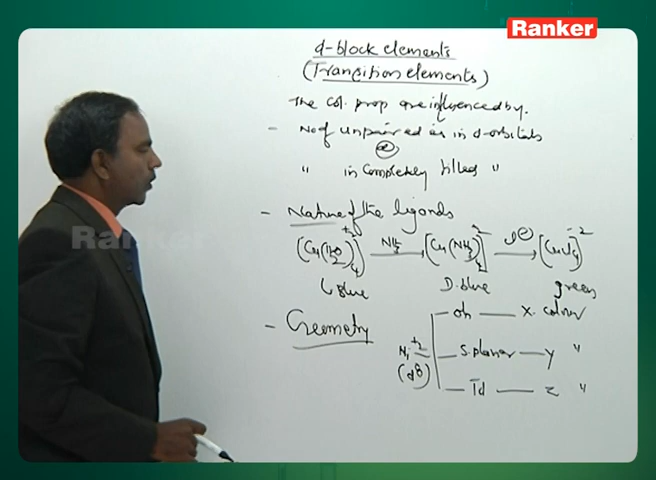 Ranker
d-block elements
(Transition elements)
The col. prop are influenced by.
- No of unpaired es in d-orbitals
" in completely filled "
- Nature of the ligands
[Cu(H2O)4]+2 NH3 [Cu(NH3)4]+2 Cl⊖ [CuCl4]-2
L Blue D. blue green
- Geometry
oh — X. colour
Ni+2 — S. planar — y "
(d8)
Td — z "
Ranker